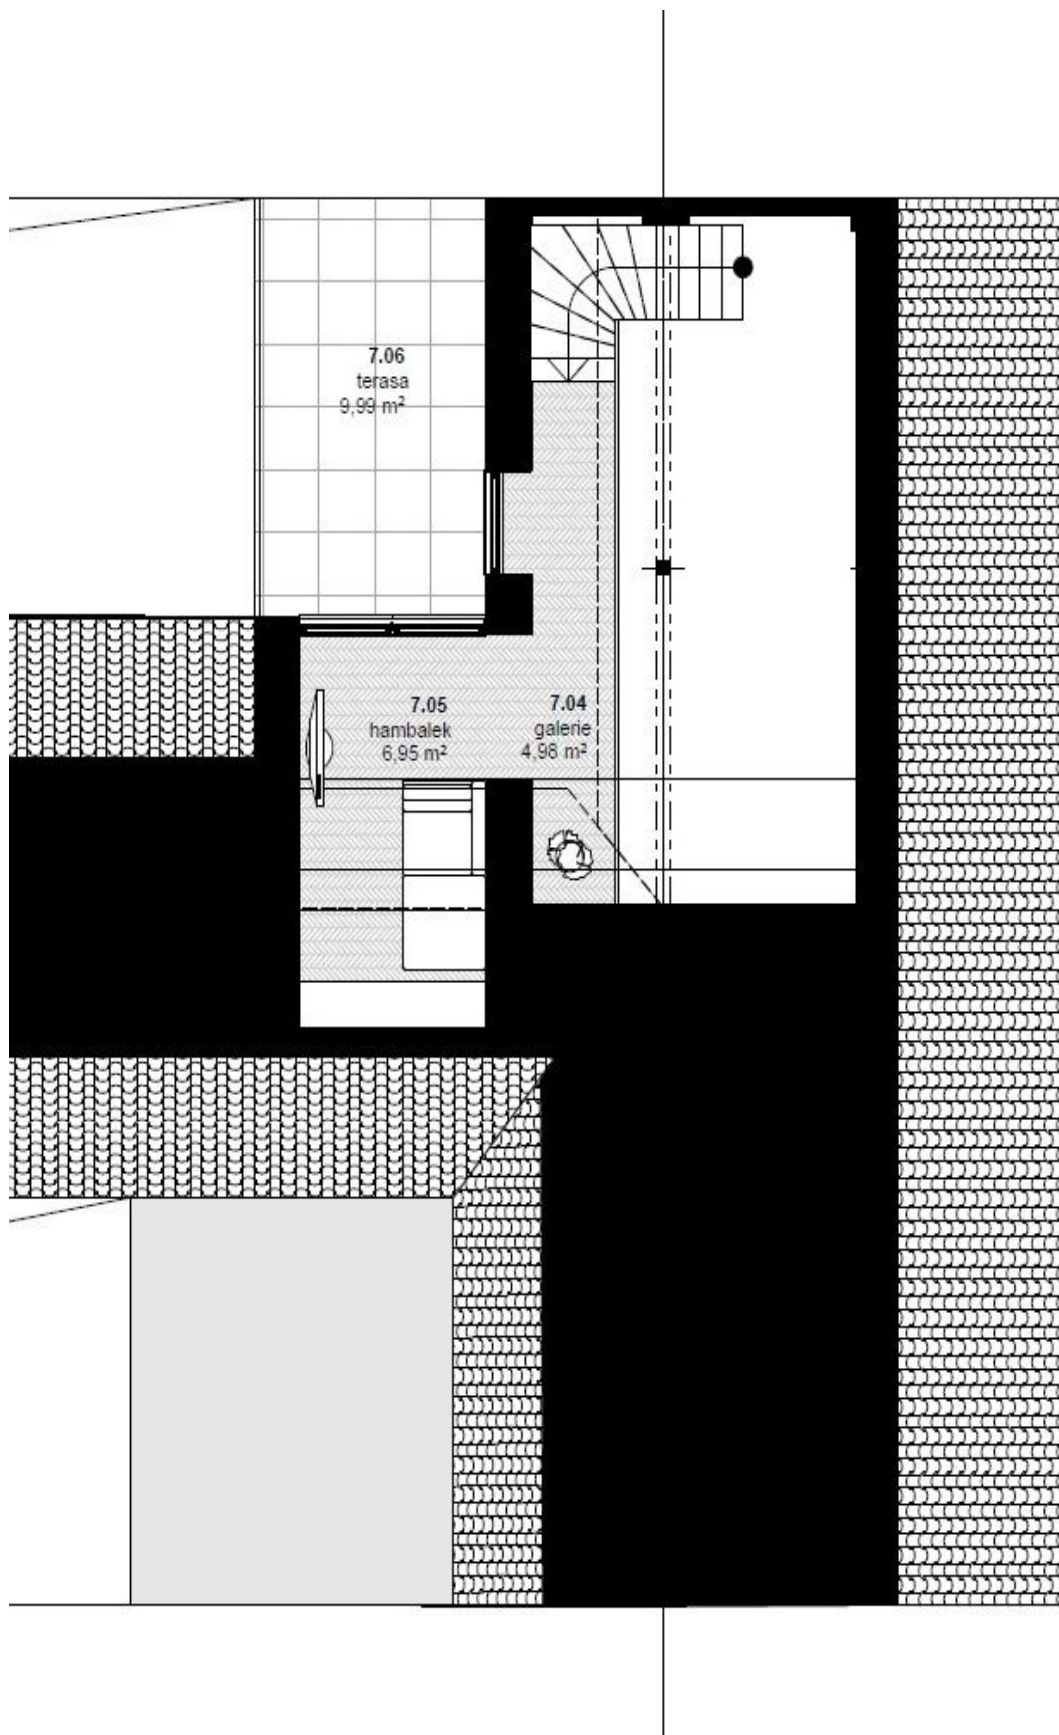 7.06
terasa
9,99 m²
7.05
hambalek
6,95 m²
7.04
galerie
4,98 m²